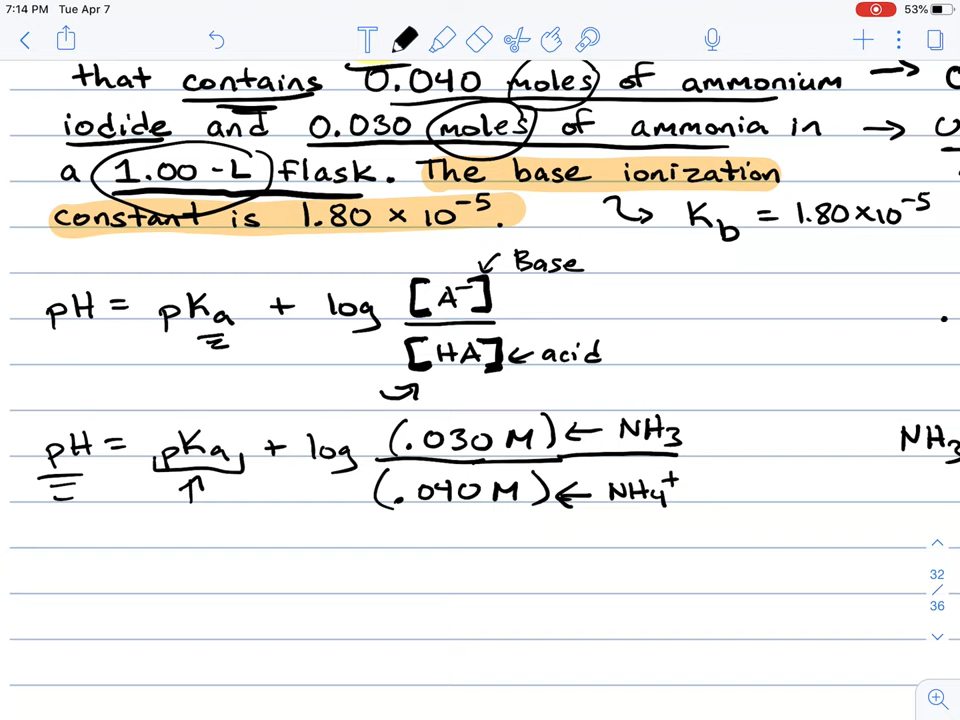 7:14 PM Tue Apr 7 53%
that contains 0.040 moles of ammonium →
iodide and 0.030 moles of ammonia in →
a 1.00-L flask. The base ionization
constant is 1.80 × 10⁻⁵. Kb = 1.80×10⁻⁵
Base
pH = pKa + log [A⁻] / [HA] ← acid
pH = pKa + log (.030 M) ← NH3 / (.040 M) ← NH4⁺
NH3
32
/
36